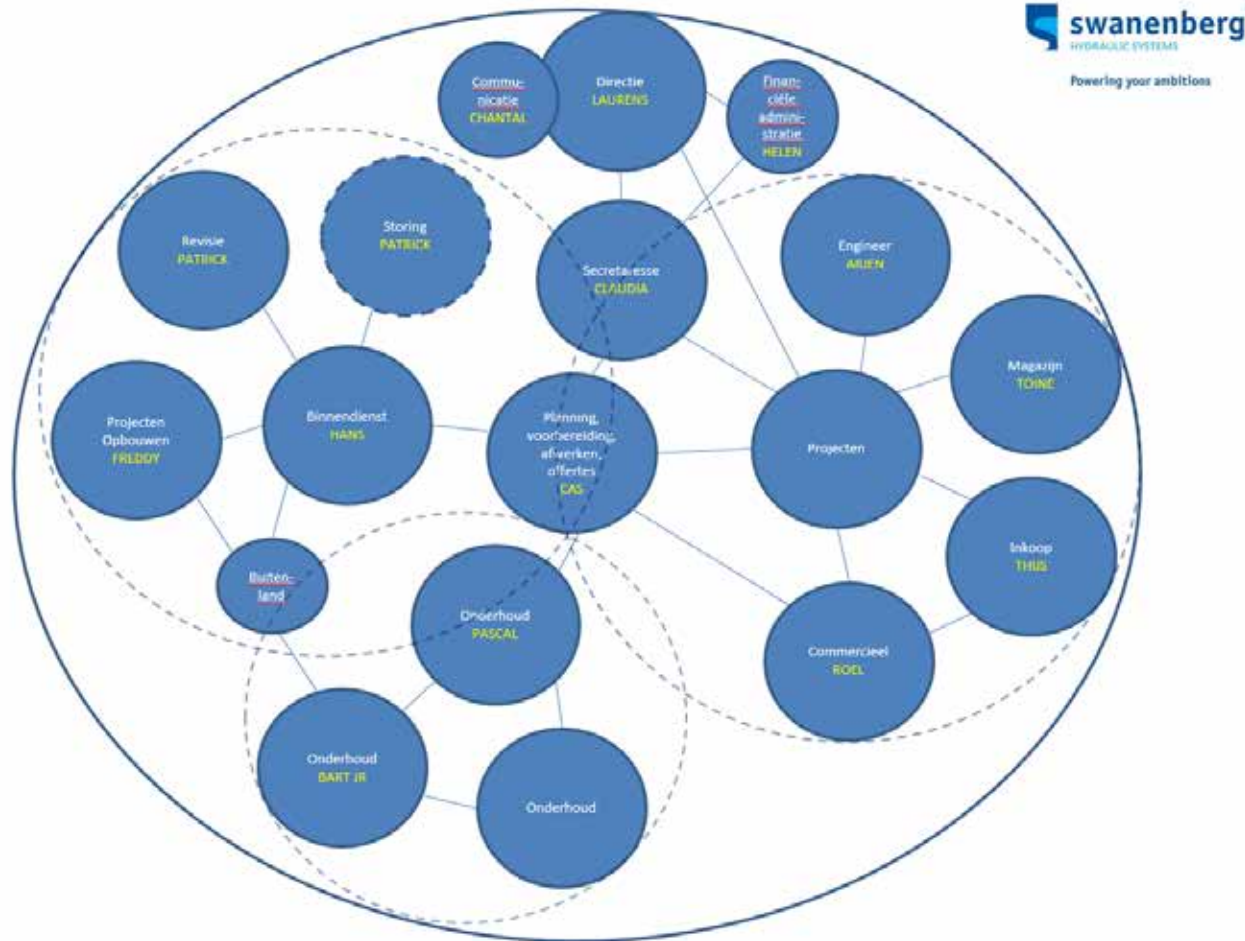 swanenberg
HYDRAULIC SYSTEMS
Powering your ambitions
Commu-
nicatie
CHANTAL
Directie
LAURENS
Finan-
ciële
admini-
stratie
HELEN
Revisie
PATRICK
Storing
PATRICK
Secretaresse
CLAUDIA
Engineer
ARJEN
Magazijn
TOINE
Projecten
Opbouwen
FREDDY
Binnendienst
HANS
Planning,
voorbereiding,
afwerken,
offertes
CAS
Projecten
Inkoop
THIJS
Buiten-
land
Onderhoud
PASCAL
Commercieel
ROEL
Onderhoud
BART JR
Onderhoud